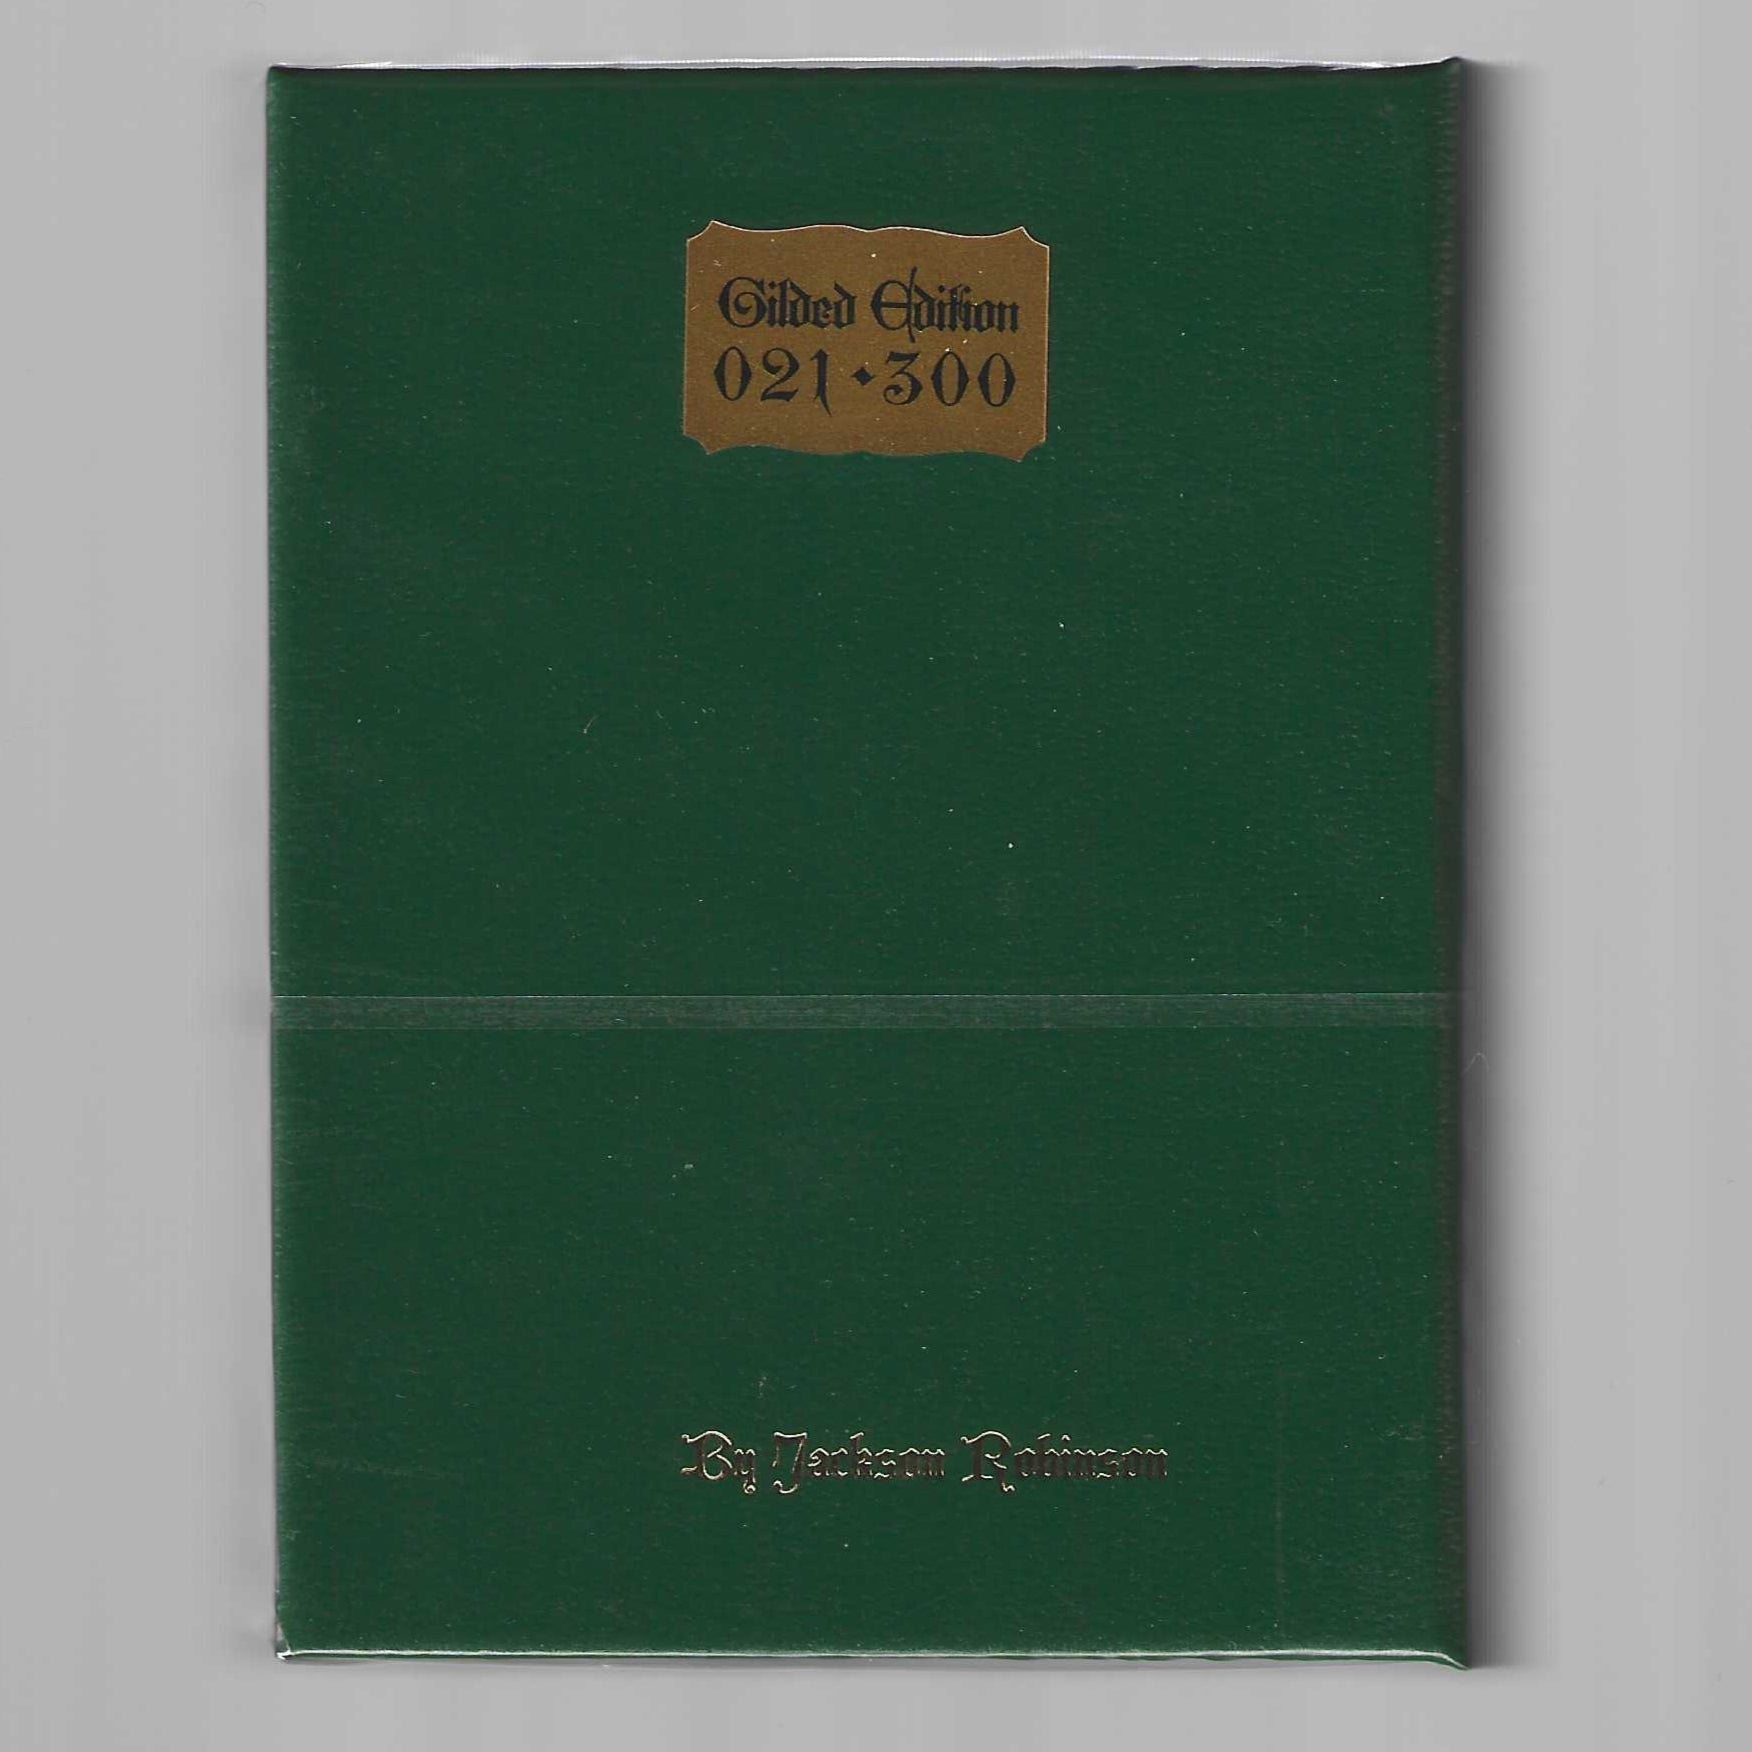 Gilded Edition
021 · 300
By Jackson Robinson